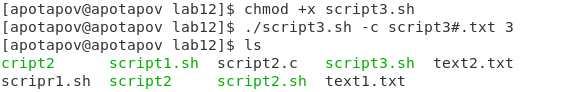 [apotapov@apotapov lab12]$ chmod +x script3.sh
[apotapov@apotapov lab12]$ ./script3.sh -c script3#.txt 3
[apotapov@apotapov lab12]$ ls
cript2 script1.sh script2.c script3.sh text2.txt
scripr1.sh script2 script2.sh text1.txt